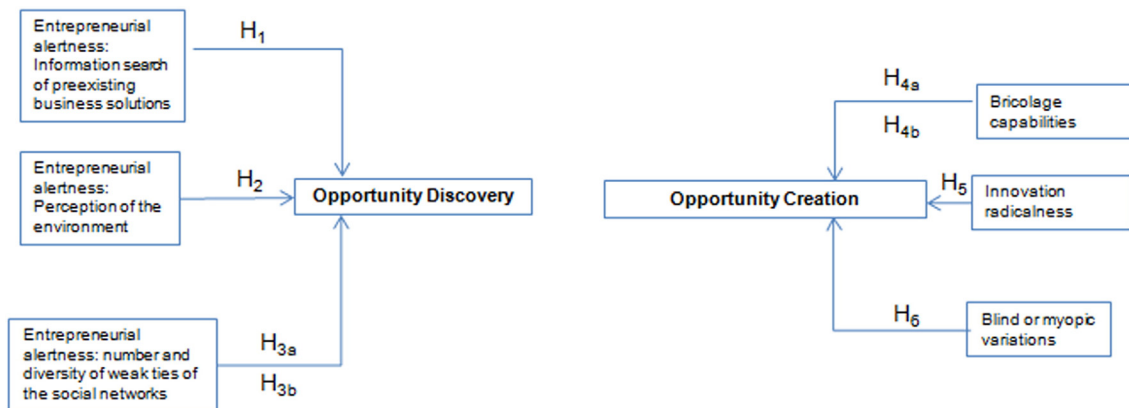 Entrepreneurial
alertness:
Information search
of preexisting
business solutions
H1
Entrepreneurial
alertness:
Perception of the
environment
H2
Opportunity Discovery
Entrepreneurial
alertness: number and
diversity of weak ties of
the social networks
H3a
H3b
H4a
H4b
Bricolage
capabilities
Opportunity Creation
H5
Innovation
radicalness
H6
Blind or myopic
variations